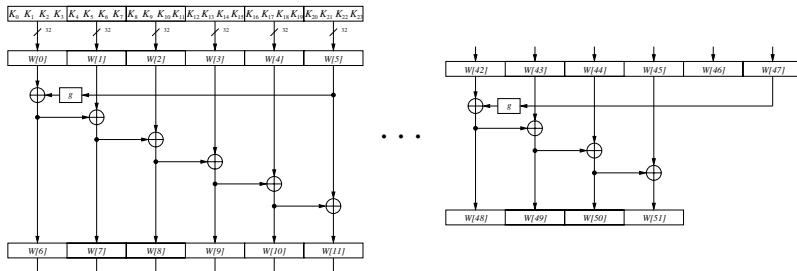 K₀ K₁ K₂ K₃ K₄ K₅ K₆ K₇ K₈ K₉ K₁₀ K₁₁ K₁₂ K₁₃ K₁₄ K₁₅ K₁₆ K₁₇ K₁₈ K₁₉ K₂₀ K₂₁ K₂₂ K₂₃
32 32 32 32 32 32
W[0] W[1] W[2] W[3] W[4] W[5]
g
W[6] W[7] W[8] W[9] W[10] W[11]
• • •
W[42] W[43] W[44] W[45] W[46] W[47]
g
W[48] W[49] W[50] W[51]